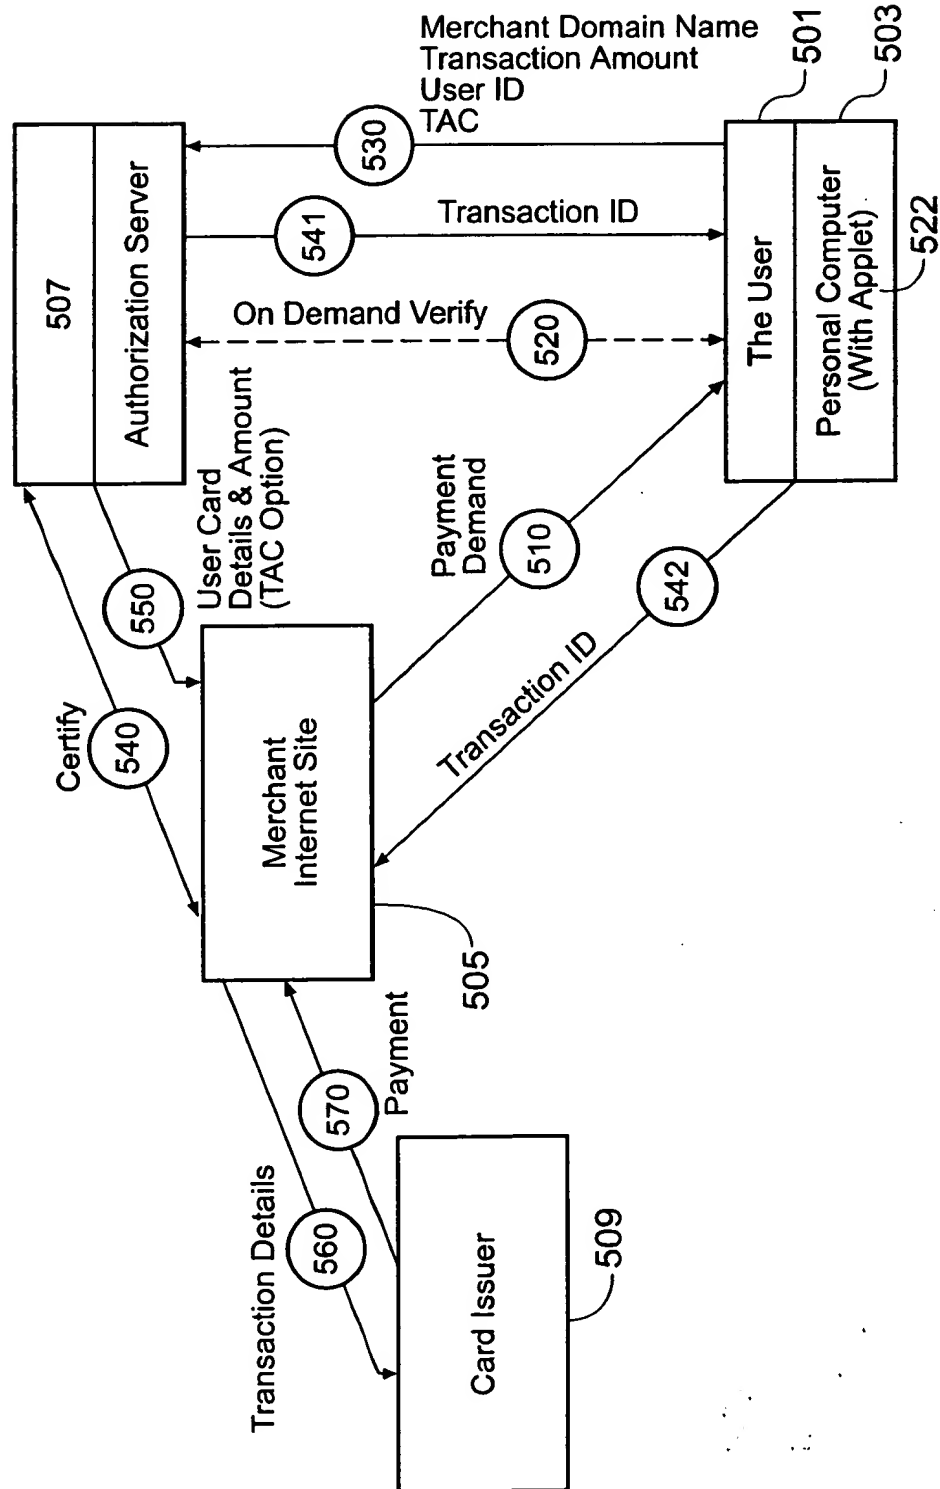 Merchant Domain Name
Transaction Amount
User ID
TAC
530
501
503
507
Authorization Server
541
Transaction ID
The User
Personal Computer
(With Applet)
522
On Demand Verify
520
User Card
Details & Amount
(TAC Option)
550
Payment
Demand
510
542
Transaction ID
Certify
540
Merchant
Internet Site
505
570
Payment
Transaction Details
560
Card Issuer
509